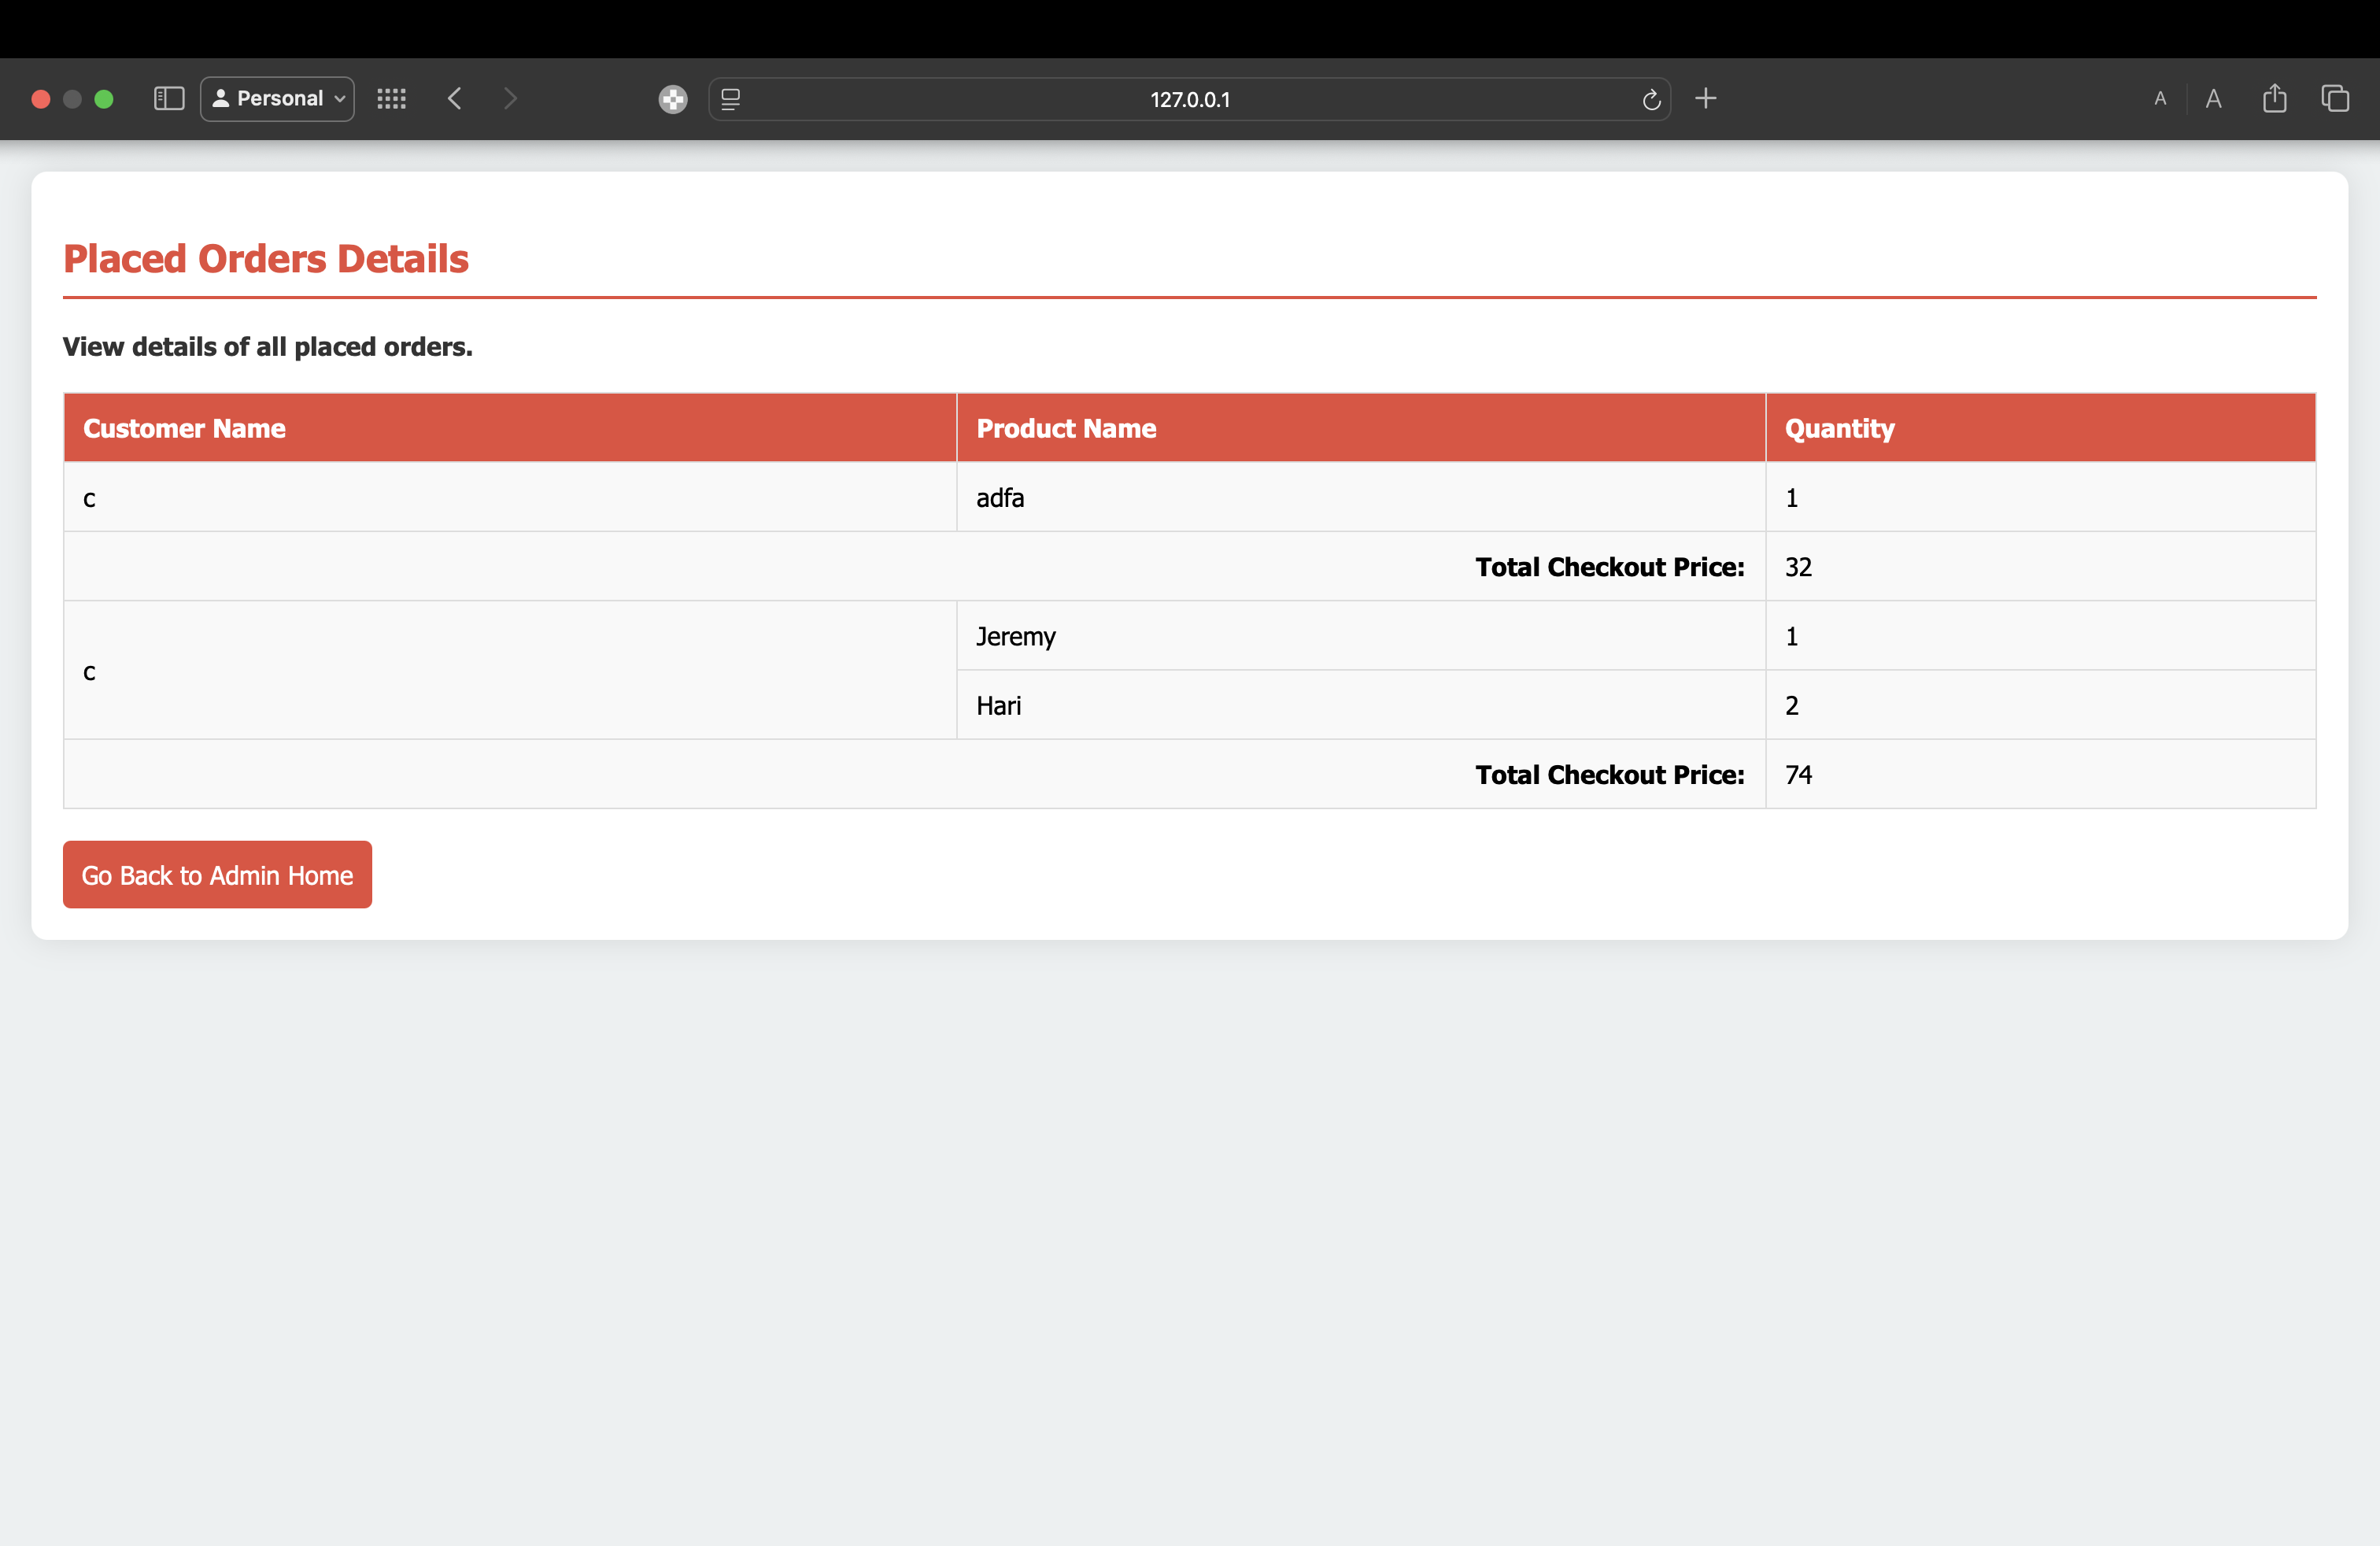 Personal
127.0.0.1
A A
Placed Orders Details
View details of all placed orders.
Customer Name Product Name Quantity
c adfa 1
Total Checkout Price: 32
c
Jeremy 1
Hari 2
Total Checkout Price: 74
Go Back to Admin Home